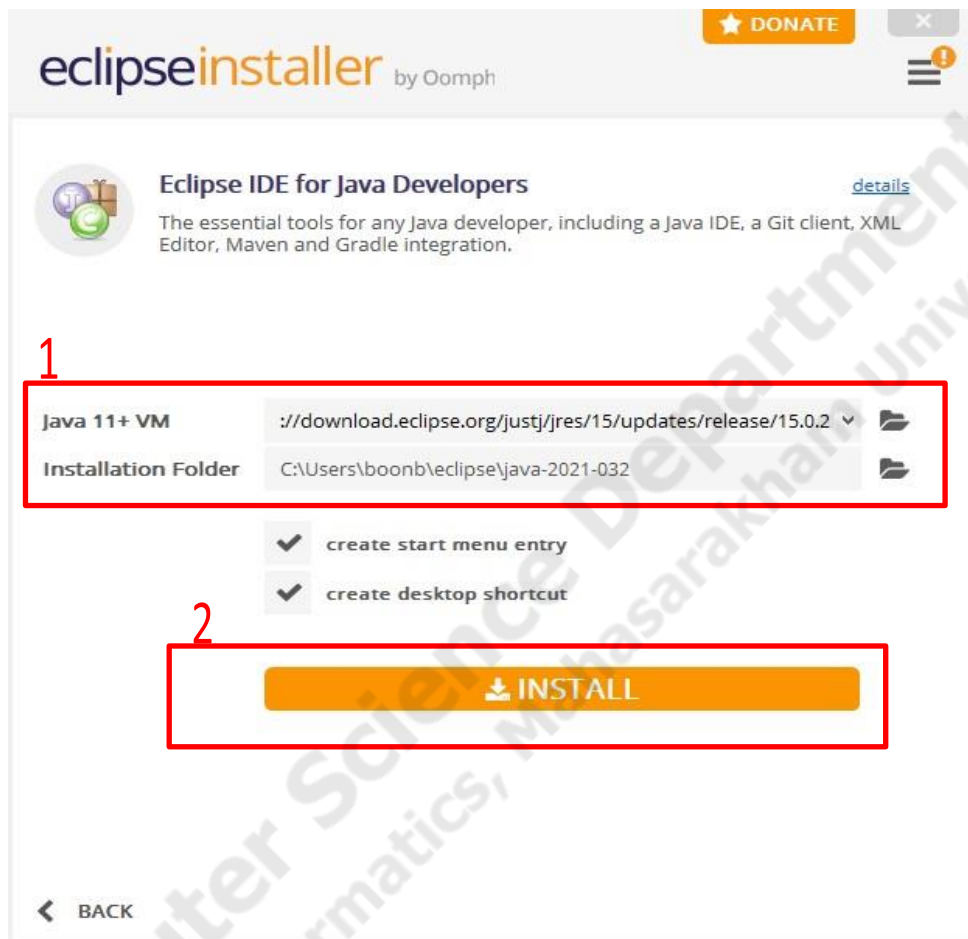 DONATE
eclipseinstaller by Oomph
Eclipse IDE for Java Developers
details
The essential tools for any Java developer, including a Java IDE, a Git client, XML
Editor, Maven and Gradle integration.
1
Java 11+ VM
://download.eclipse.org/justj/jres/15/updates/release/15.0.2
Installation Folder
C:\Users\boonb\eclipse\java-2021-032
create start menu entry
create desktop shortcut
2
INSTALL
BACK
Science Department
Mahasarakham